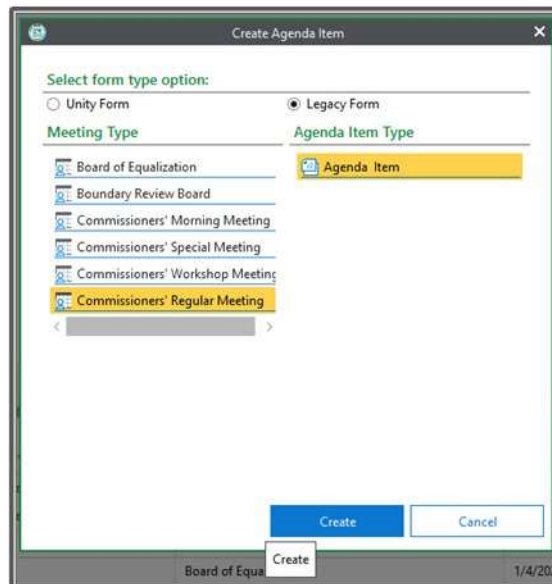 Create Agenda Item
Select form type option:
Unity Form
Legacy Form
Meeting Type
Agenda Item Type
Board of Equalization
Agenda Item
Boundary Review Board
Commissioners' Morning Meeting
Commissioners' Special Meeting
Commissioners' Workshop Meeting
Commissioners' Regular Meeting
Create
Cancel
Create
Board of Equa
1/4/20